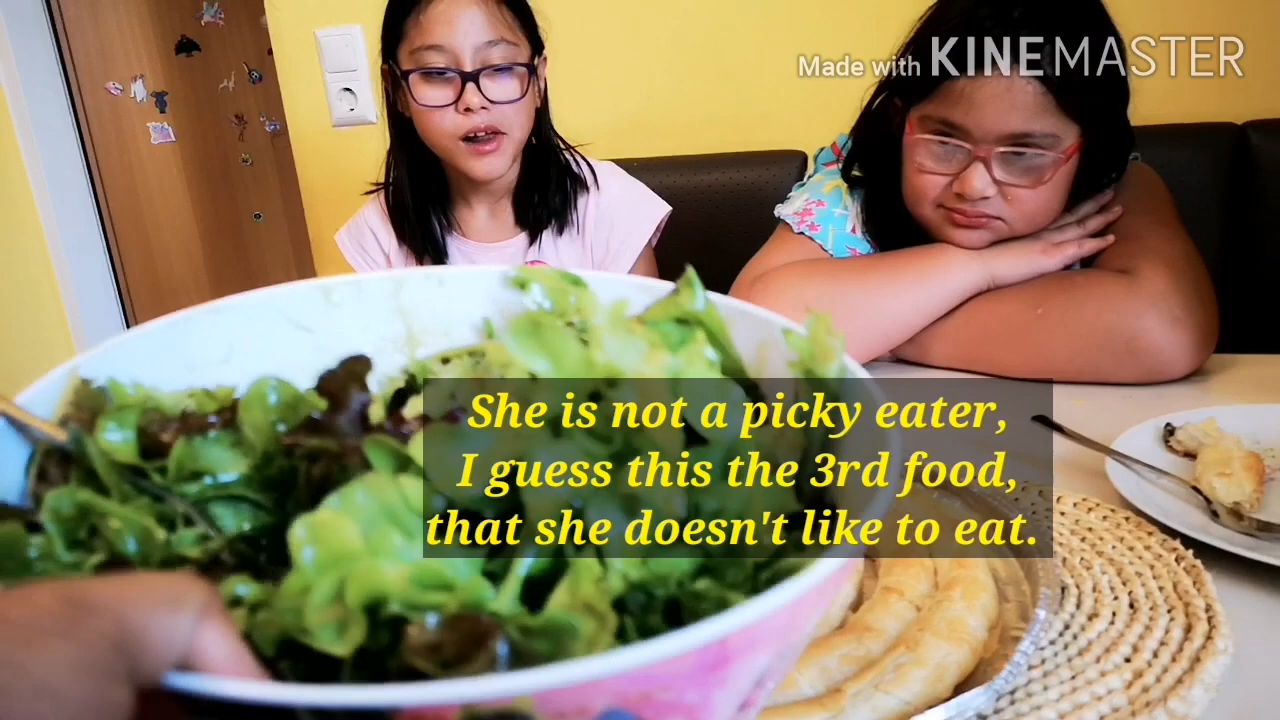 Made with KINEMASTER
She is not a picky eater,
I guess this the 3rd food,
that she doesn't like to eat.